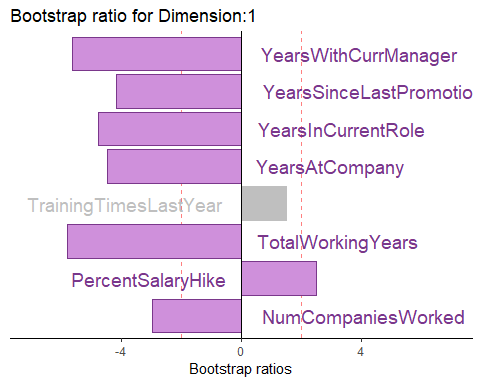 Bootstrap ratio for Dimension:1
YearsWithCurrManager
YearsSinceLastPromotio
YearsInCurrentRole
YearsAtCompany
TrainingTimesLastYear
TotalWorkingYears
PercentSalaryHike
NumCompaniesWorked
-4 0 4
Bootstrap ratios